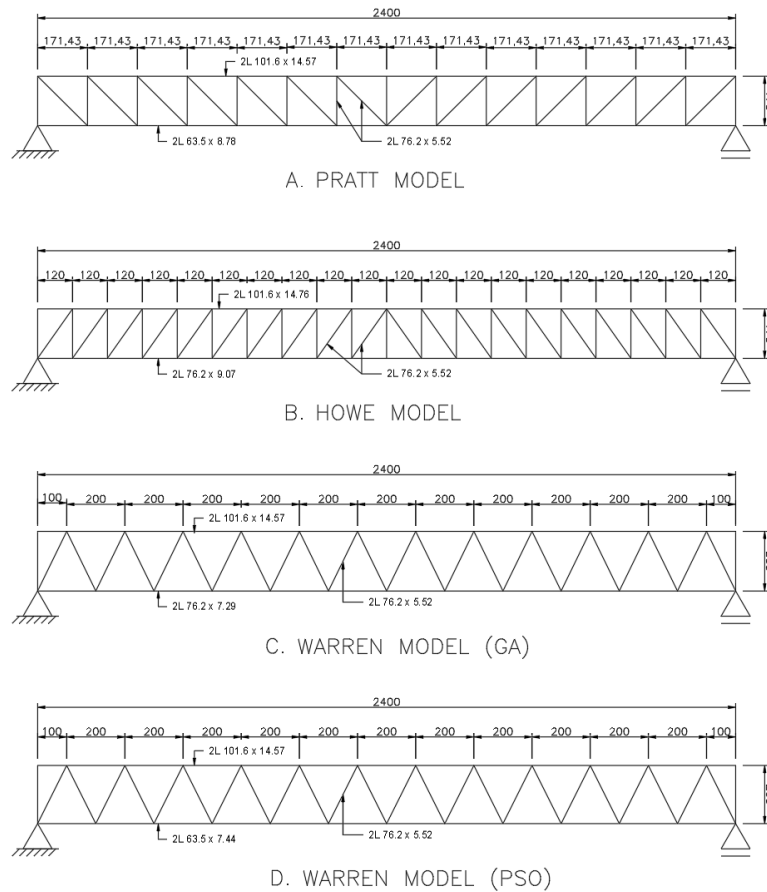 2400
171,43 171,43 171,43 171,43 171,43 171,43 171,43 171,43 171,43 171,43 171,43 171,43 171,43 171,43
2L 101.6 x 14.57
2L 63.5 x 8.78
2L 76.2 x 5.52
A. PRATT MODEL
2400
120 120 120 120 120 120 120 120 120 120 120 120 120 120 120 120 120 120 120 120
2L 101.6 x 14.76
2L 76.2 x 9.07
2L 76.2 x 5.52
B. HOWE MODEL
2400
100 200 200 200 200 200 200 200 200 200 200 200 100
2L 101.6 x 14.57
2L 76.2 x 7.29
2L 76.2 x 5.52
C. WARREN MODEL (GA)
2400
100 200 200 200 200 200 200 200 200 200 200 200 100
2L 101.6 x 14.57
2L 63.5 x 7.44
2L 76.2 x 5.52
D. WARREN MODEL (PSO)